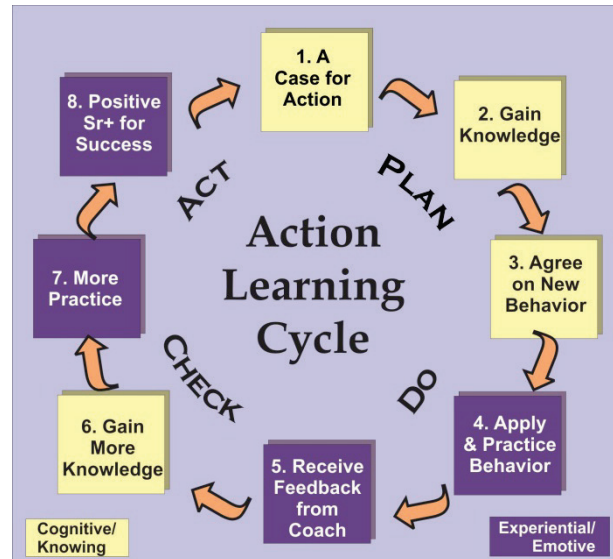 1. A
Case for
Action
2. Gain
Knowledge
3. Agree
on New
Behavior
4. Apply
& Practice
Behavior
5. Receive
Feedback
from
Coach
6. Gain
More
Knowledge
7. More
Practice
8. Positive
Sr+ for
Success
PLAN
DO
CHECK
ACT
Action
Learning
Cycle
Cognitive/
Knowing
Experiential/
Emotive